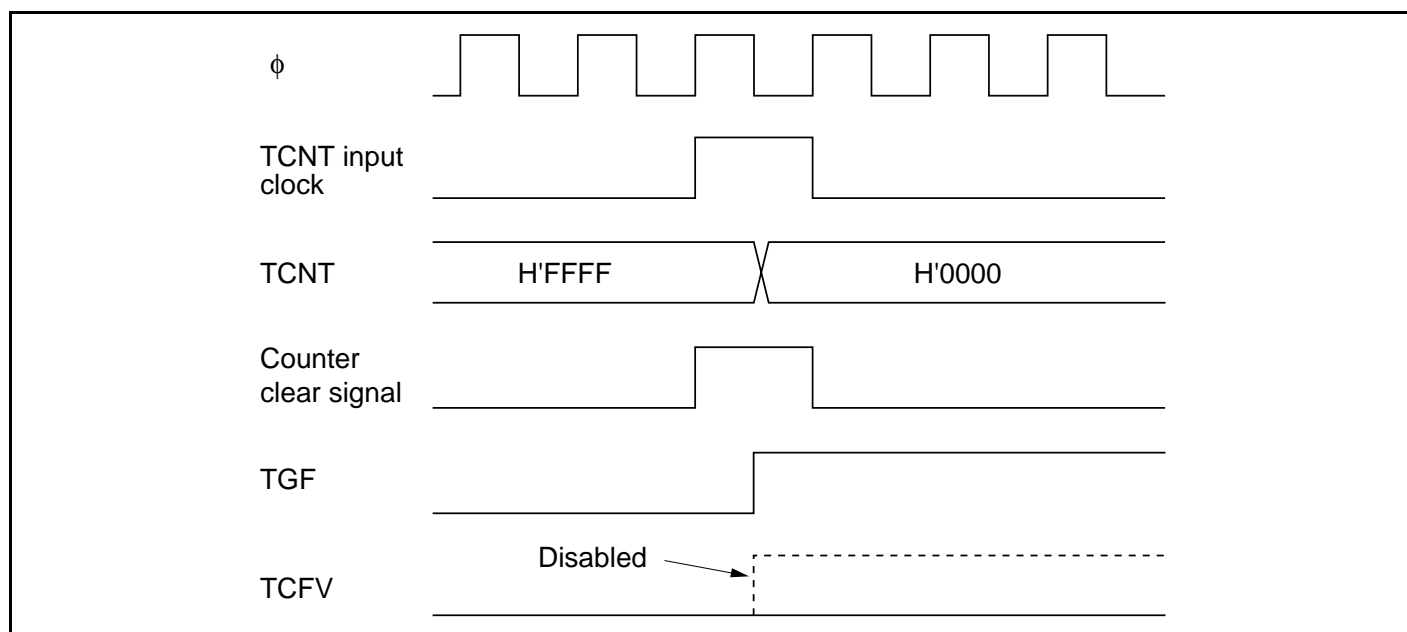 ϕ
TCNT input
clock
TCNT
H'FFFF
H'0000
Counter
clear signal
TGF
Disabled
TCFV